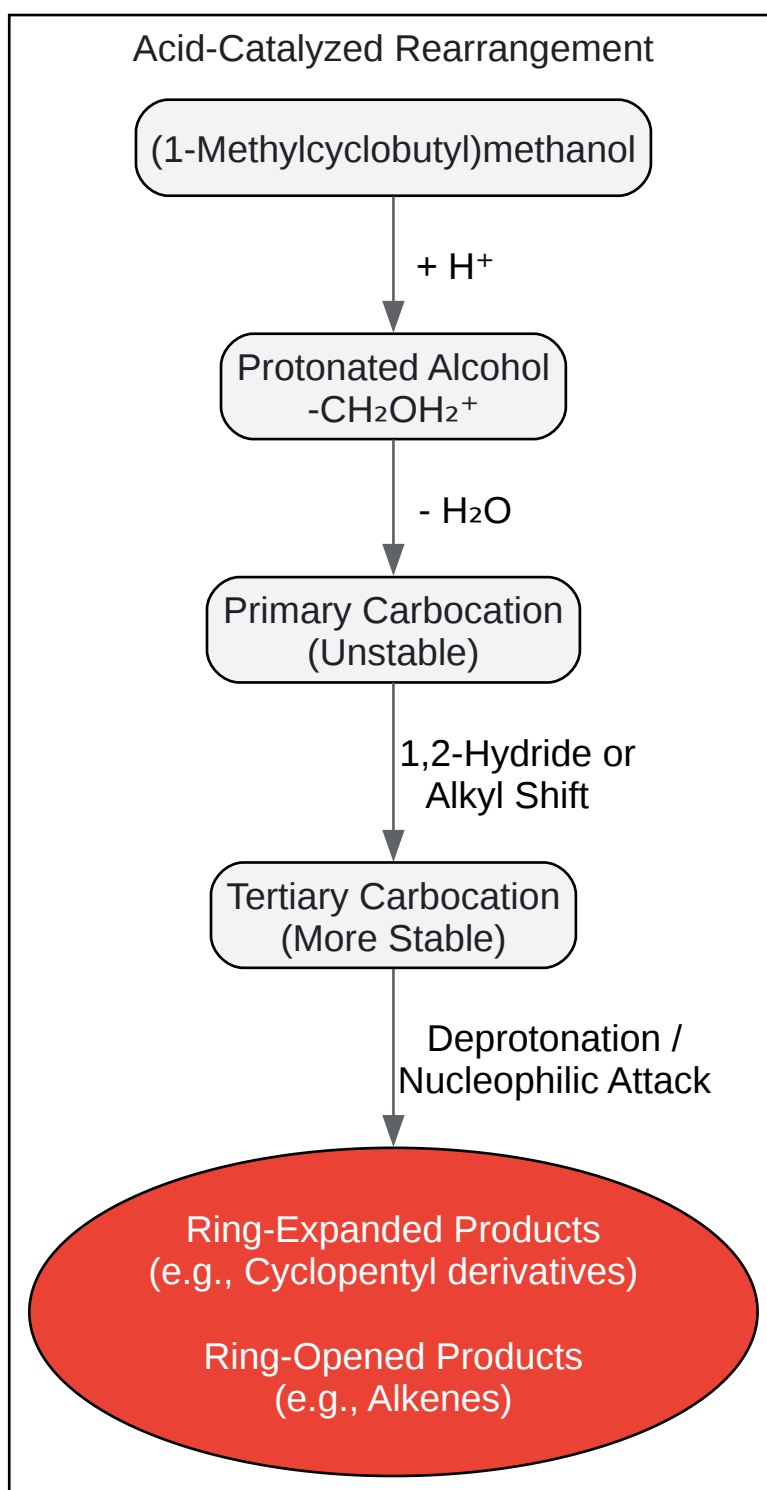 Acid-Catalyzed Rearrangement
(1-Methylcyclobutyl)methanol
+ H⁺
Protonated Alcohol
-CH₂OH₂⁺
- H₂O
Primary Carbocation
(Unstable)
1,2-Hydride or
Alkyl Shift
Tertiary Carbocation
(More Stable)
Deprotonation /
Nucleophilic Attack
Ring-Expanded Products
(e.g., Cyclopentyl derivatives)
Ring-Opened Products
(e.g., Alkenes)